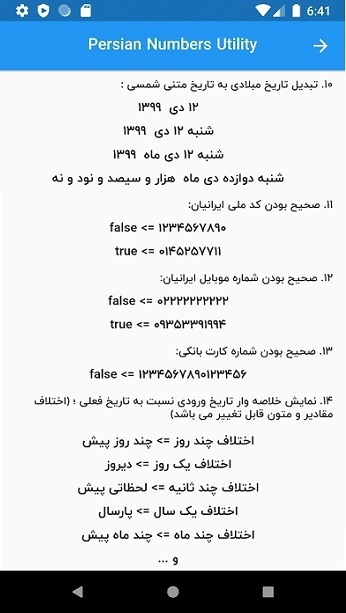 6:41
Persian Numbers Utility
۱۰. تبدیل تاریخ میلادی به تاریخ متنی شمسی :
۱۲ دی ۱۳۹۹
شنبه ۱۲ دی ۱۳۹۹
شنبه ۱۲ دی ماه ۱۳۹۹
شنبه دوازده دی ماه هزار و سیصد و نود و نه
۱۱. صحیح بودن کد ملی ایرانیان:
false <= ۱۲۳۴۵۶۷۸۹۰
true <= ۰۱۴۵۲۵۷۷۱۱
۱۲. صحیح بودن شماره موبایل ایرانیان:
false <= ۰۲۲۲۲۲۲۲۲۲۲
true <= ۰۹۳۵۳۳۹۱۹۹۴
۱۳. صحیح بودن شماره کارت بانکی:
false <= ۱۲۳۴۵۶۷۸۹۰۱۲۳۴۵۶
۱۴. نمایش خلاصه وار تاریخ ورودی نسبت به تاریخ فعلی ؛ (اختلاف
مقادیر و متون قابل تغییر می باشد)
اختلاف چند روز => چند روز پیش
اختلاف یک روز => دیروز
اختلاف چند ثانیه => لحظاتی پیش
اختلاف یک سال => پارسال
اختلاف چند ماه => چند ماه پیش
و ...